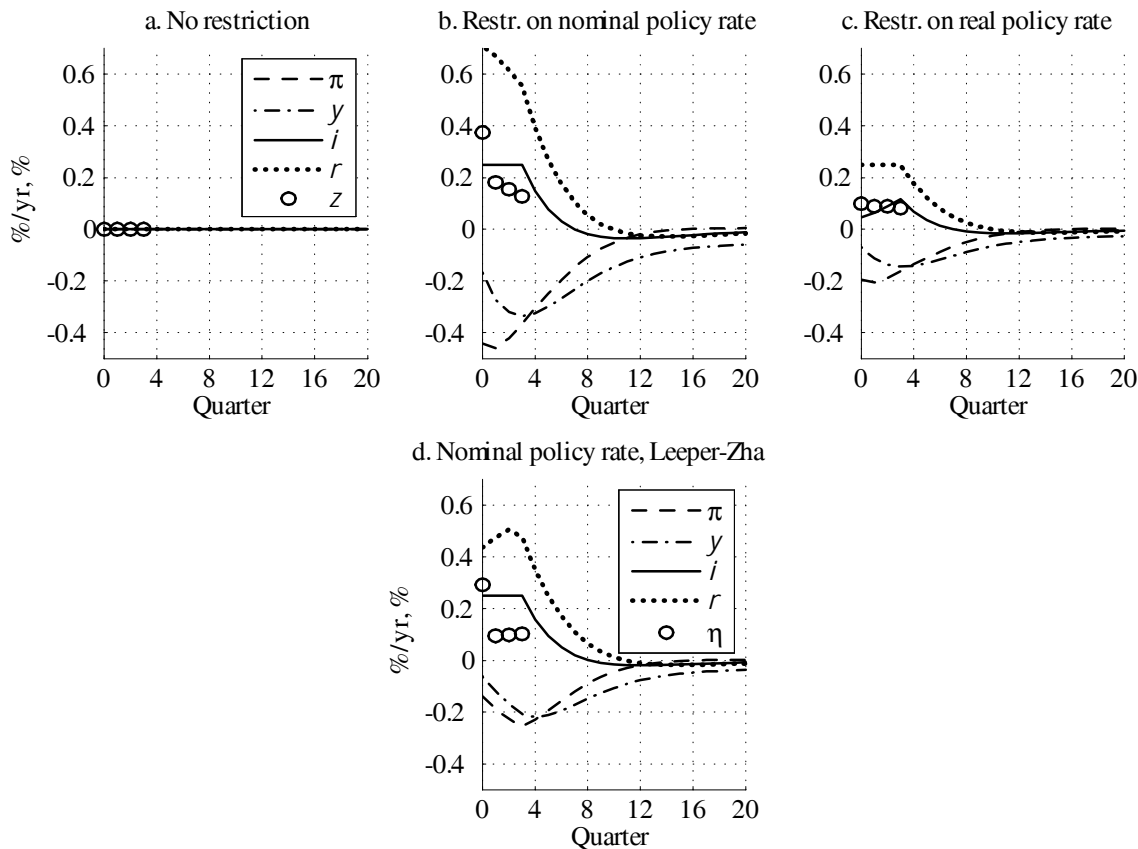 a. No restriction
b. Restr. on nominal policy rate
c. Restr. on real policy rate
%/yr, %
0.6
0.4
0.2
0
-0.2
-0.4
π
y
i
r
z
0 4 8 12 16 20
Quarter
0.6
0.4
0.2
0
-0.2
-0.4
0 4 8 12 16 20
Quarter
0.6
0.4
0.2
0
-0.2
-0.4
0 4 8 12 16 20
Quarter
d. Nominal policy rate, Leeper-Zha
%/yr, %
0.6
0.4
0.2
0
-0.2
-0.4
π
y
i
r
η
0 4 8 12 16 20
Quarter